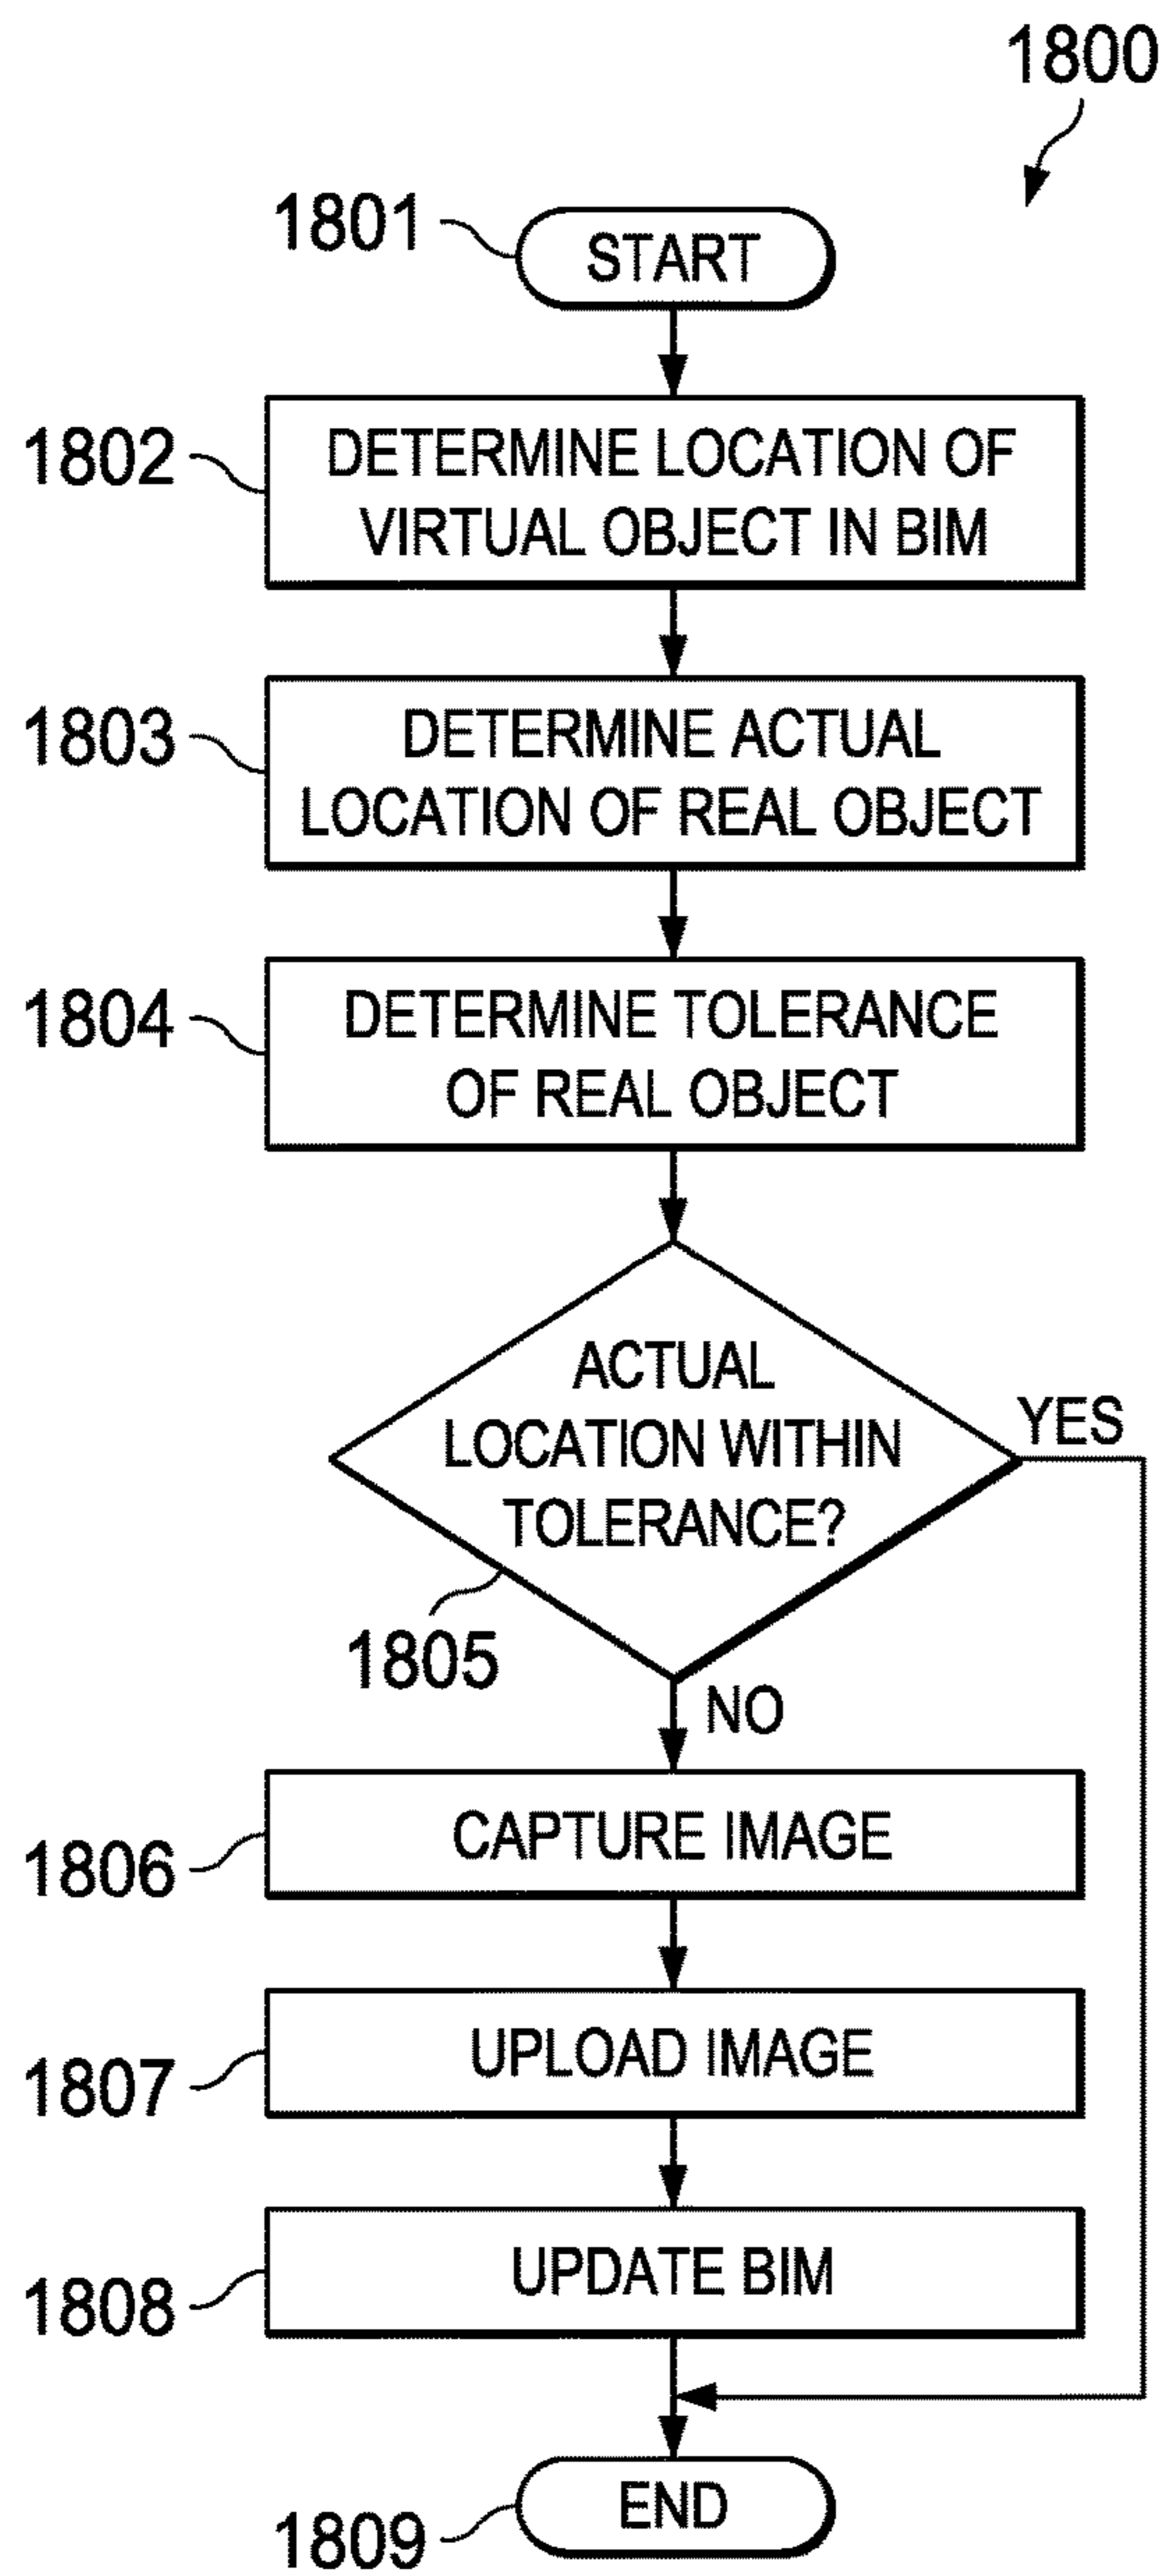 1800
1801
START
1802
DETERMINE LOCATION OF
VIRTUAL OBJECT IN BIM
1803
DETERMINE ACTUAL
LOCATION OF REAL OBJECT
1804
DETERMINE TOLERANCE
OF REAL OBJECT
ACTUAL
LOCATION WITHIN
TOLERANCE?
YES
1805
NO
1806
CAPTURE IMAGE
1807
UPLOAD IMAGE
1808
UPDATE BIM
1809
END